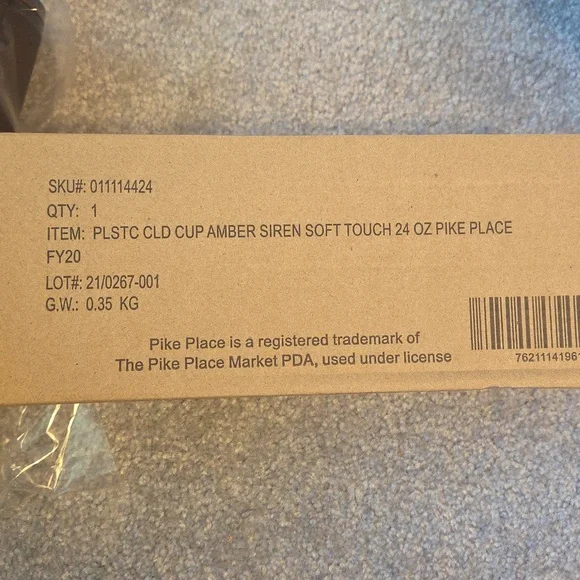 SKU#: 011114424
QTY: 1
ITEM: PLSTC CLD CUP AMBER SIREN SOFT TOUCH 24 OZ PIKE PLACE
FY20
LOT#: 21/0267-001
G.W.: 0.35 KG
Pike Place is a registered trademark of
The Pike Place Market PDA, used under license
76211141961